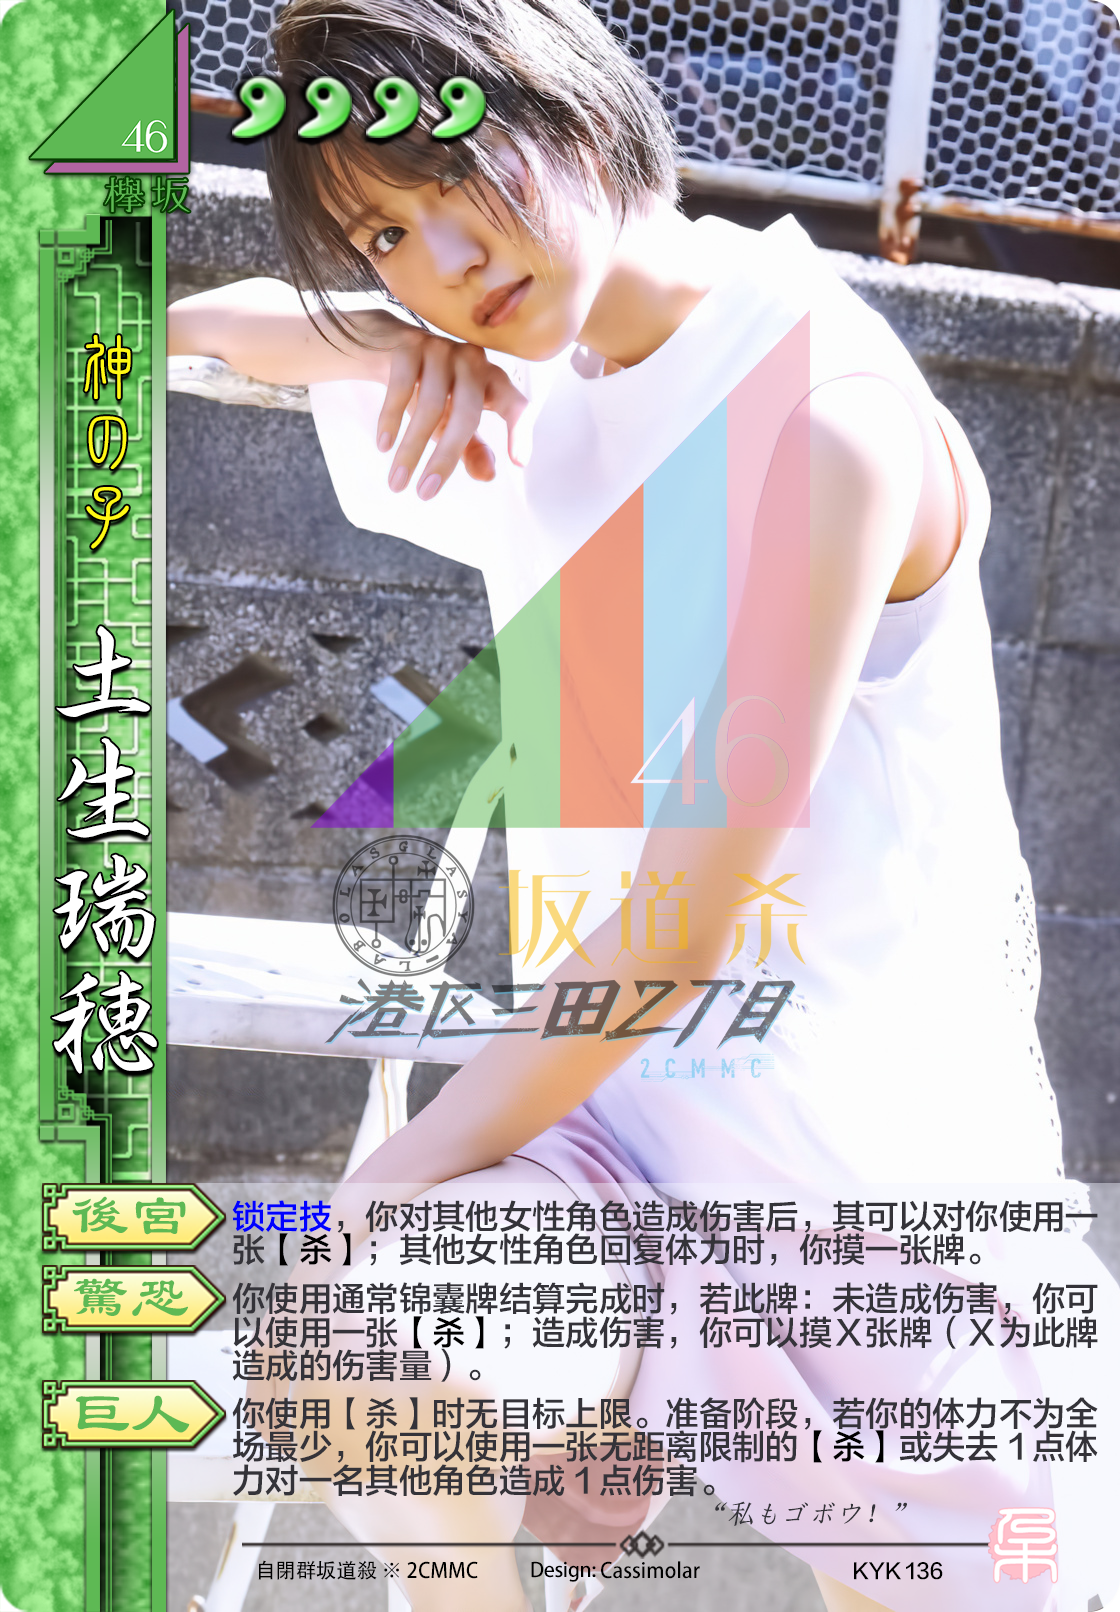 46
欅坂
神の子
土生瑞穂
46
LABOLAS GLASYA
坂道杀
港区三田2丁目
2CMMC
後宮
锁定技，你对其他女性角色造成伤害后，其可以对你使用一
张【杀】；其他女性角色回复体力时，你摸一张牌。
驚恐
你使用通常锦囊牌结算完成时，若此牌：未造成伤害，你可
以使用一张【杀】；造成伤害，你可以摸X张牌（X为此牌
造成的伤害量）。
巨人
你使用【杀】时无目标上限。准备阶段，若你的体力不为全
场最少，你可以使用一张无距离限制的【杀】或失去1点体
力对一名其他角色造成1点伤害。
“私もゴボウ！”
自閉群坂道殺 ※ 2CMMC
Design: Cassimolar
KYK 136